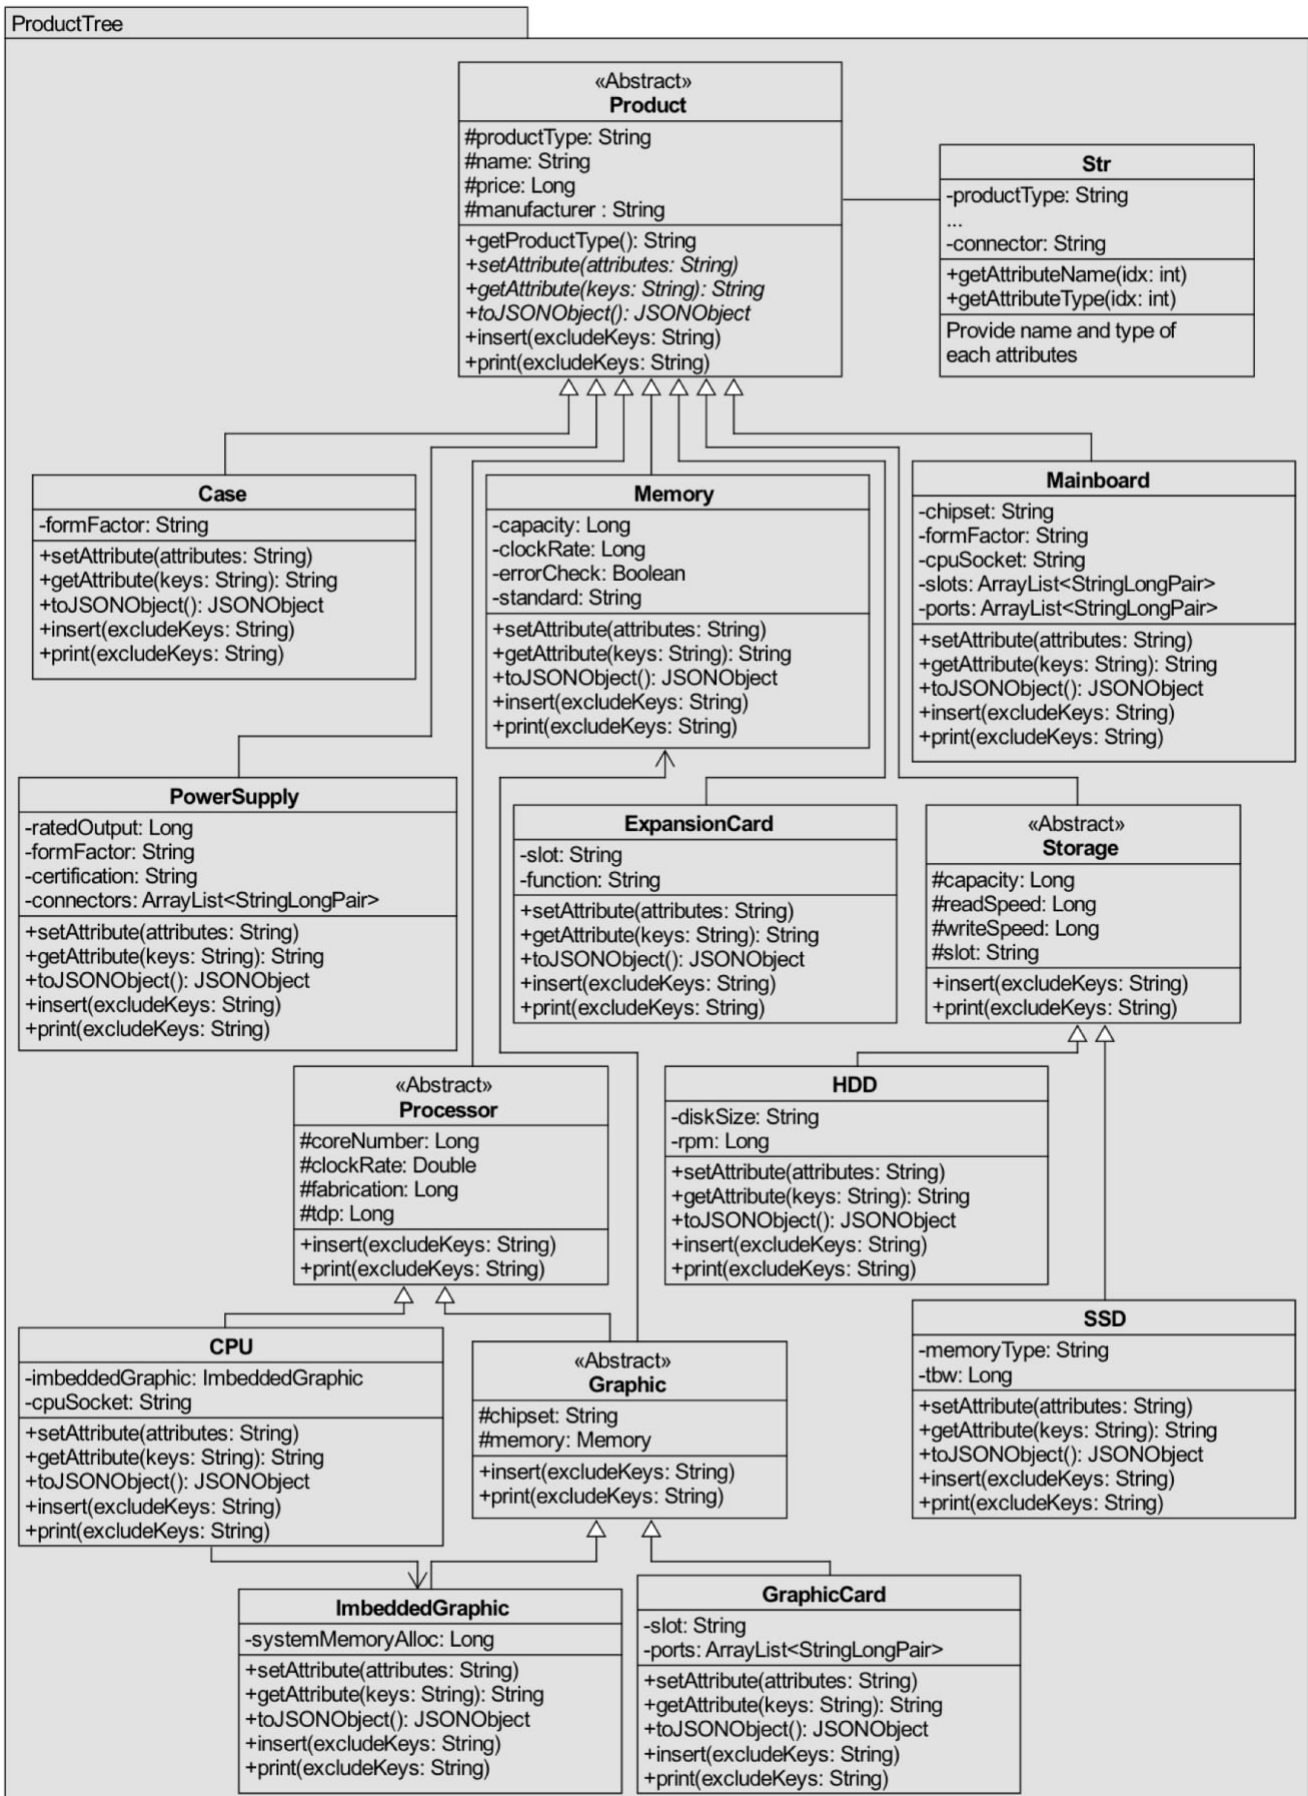 ProductTree
«Abstract»
Product
#productType: String
#name: String
#price: Long
#manufacturer : String
+getProductType(): String
+setAttribute(attributes: String)
+getAttribute(keys: String): String
+toJSONObject(): JSONObject
+insert(excludeKeys: String)
+print(excludeKeys: String)
Str
-productType: String
...
-connector: String
+getAttributeName(idx: int)
+getAttributeType(idx: int)
Provide name and type of
each attributes
Case
-formFactor: String
+setAttribute(attributes: String)
+getAttribute(keys: String): String
+toJSONObject(): JSONObject
+insert(excludeKeys: String)
+print(excludeKeys: String)
Memory
-capacity: Long
-clockRate: Long
-errorCheck: Boolean
-standard: String
+setAttribute(attributes: String)
+getAttribute(keys: String): String
+toJSONObject(): JSONObject
+insert(excludeKeys: String)
+print(excludeKeys: String)
Mainboard
-chipset: String
-formFactor: String
-cpuSocket: String
-slots: ArrayList<StringLongPair>
-ports: ArrayList<StringLongPair>
+setAttribute(attributes: String)
+getAttribute(keys: String): String
+toJSONObject(): JSONObject
+insert(excludeKeys: String)
+print(excludeKeys: String)
PowerSupply
-ratedOutput: Long
-formFactor: String
-certification: String
-connectors: ArrayList<StringLongPair>
+setAttribute(attributes: String)
+getAttribute(keys: String): String
+toJSONObject(): JSONObject
+insert(excludeKeys: String)
+print(excludeKeys: String)
ExpansionCard
-slot: String
-function: String
+setAttribute(attributes: String)
+getAttribute(keys: String): String
+toJSONObject(): JSONObject
+insert(excludeKeys: String)
+print(excludeKeys: String)
«Abstract»
Storage
#capacity: Long
#readSpeed: Long
#writeSpeed: Long
#slot: String
+insert(excludeKeys: String)
+print(excludeKeys: String)
«Abstract»
Processor
#coreNumber: Long
#clockRate: Double
#fabrication: Long
#tdp: Long
+insert(excludeKeys: String)
+print(excludeKeys: String)
HDD
-diskSize: String
-rpm: Long
+setAttribute(attributes: String)
+getAttribute(keys: String): String
+toJSONObject(): JSONObject
+insert(excludeKeys: String)
+print(excludeKeys: String)
CPU
-imbeddedGraphic: ImbeddedGraphic
-cpuSocket: String
+setAttribute(attributes: String)
+getAttribute(keys: String): String
+toJSONObject(): JSONObject
+insert(excludeKeys: String)
+print(excludeKeys: String)
«Abstract»
Graphic
#chipset: String
#memory: Memory
+insert(excludeKeys: String)
+print(excludeKeys: String)
SSD
-memoryType: String
-tbw: Long
+setAttribute(attributes: String)
+getAttribute(keys: String): String
+toJSONObject(): JSONObject
+insert(excludeKeys: String)
+print(excludeKeys: String)
ImbeddedGraphic
-systemMemoryAlloc: Long
+setAttribute(attributes: String)
+getAttribute(keys: String): String
+toJSONObject(): JSONObject
+insert(excludeKeys: String)
+print(excludeKeys: String)
GraphicCard
-slot: String
-ports: ArrayList<StringLongPair>
+setAttribute(attributes: String)
+getAttribute(keys: String): String
+toJSONObject(): JSONObject
+insert(excludeKeys: String)
+print(excludeKeys: String)